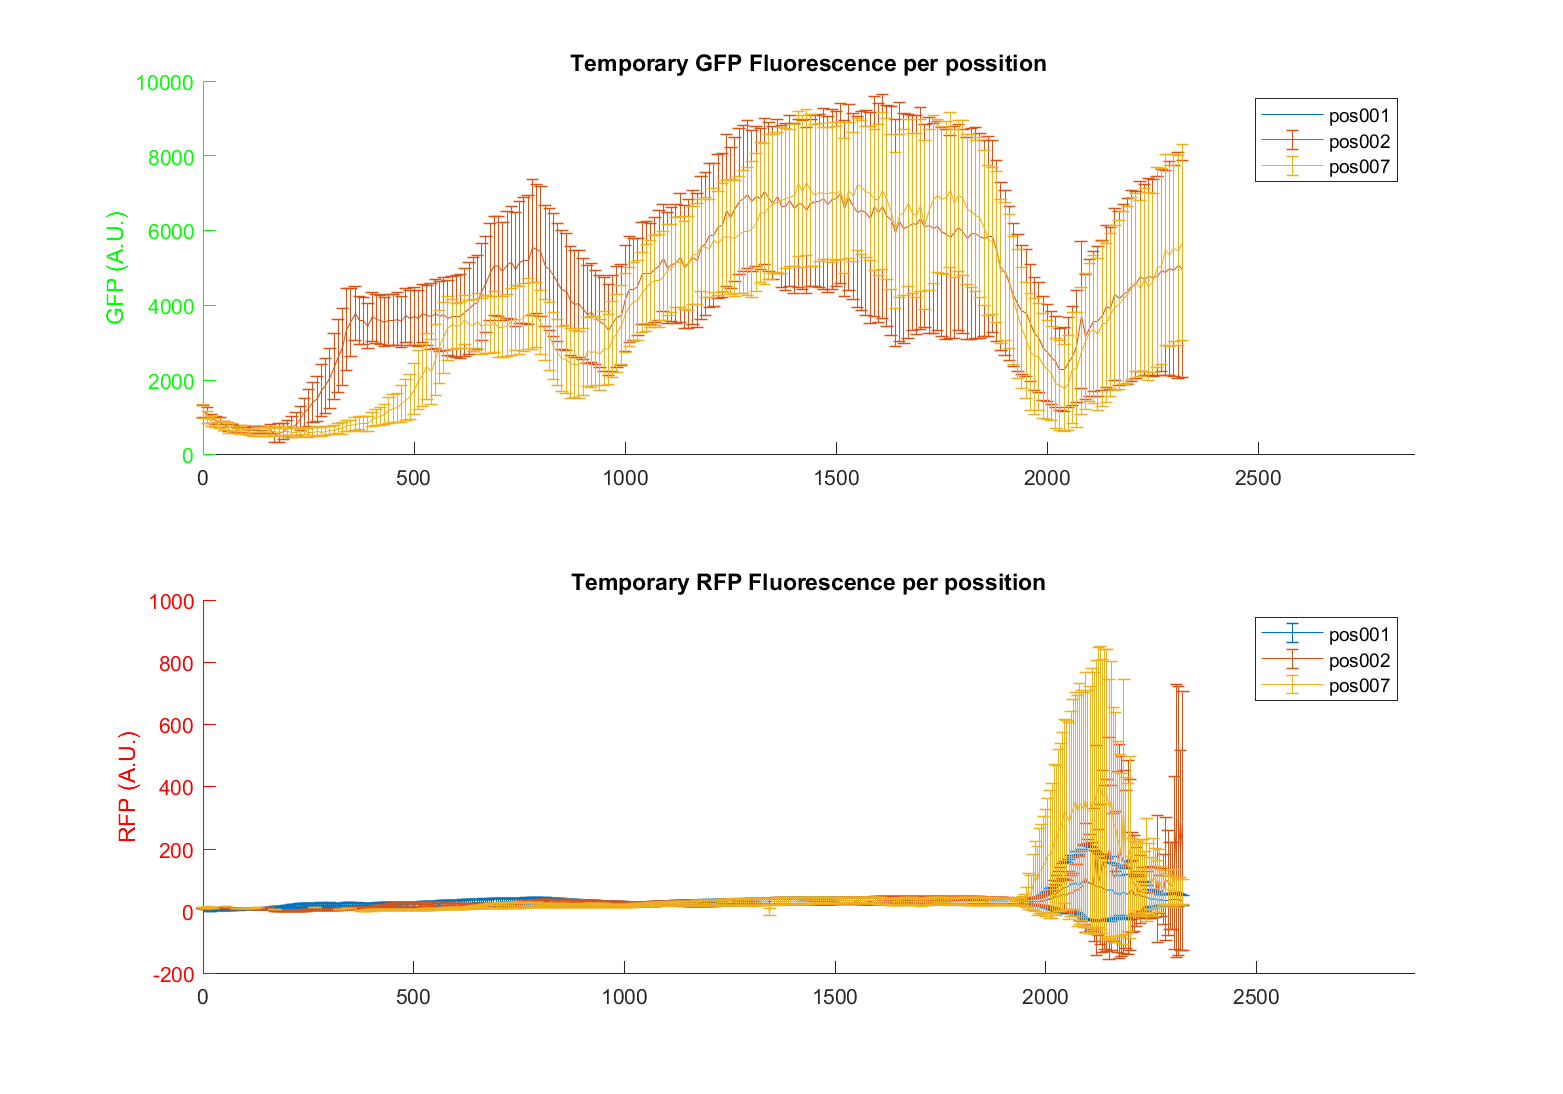 Temporary GFP Fluorescence per possition
10000
8000
6000
4000
2000
0
GFP (A.U.)
0 500 1000 1500 2000 2500
pos001
pos002
pos007
Temporary RFP Fluorescence per possition
1000
800
600
400
200
0
-200
RFP (A.U.)
0 500 1000 1500 2000 2500
pos001
pos002
pos007